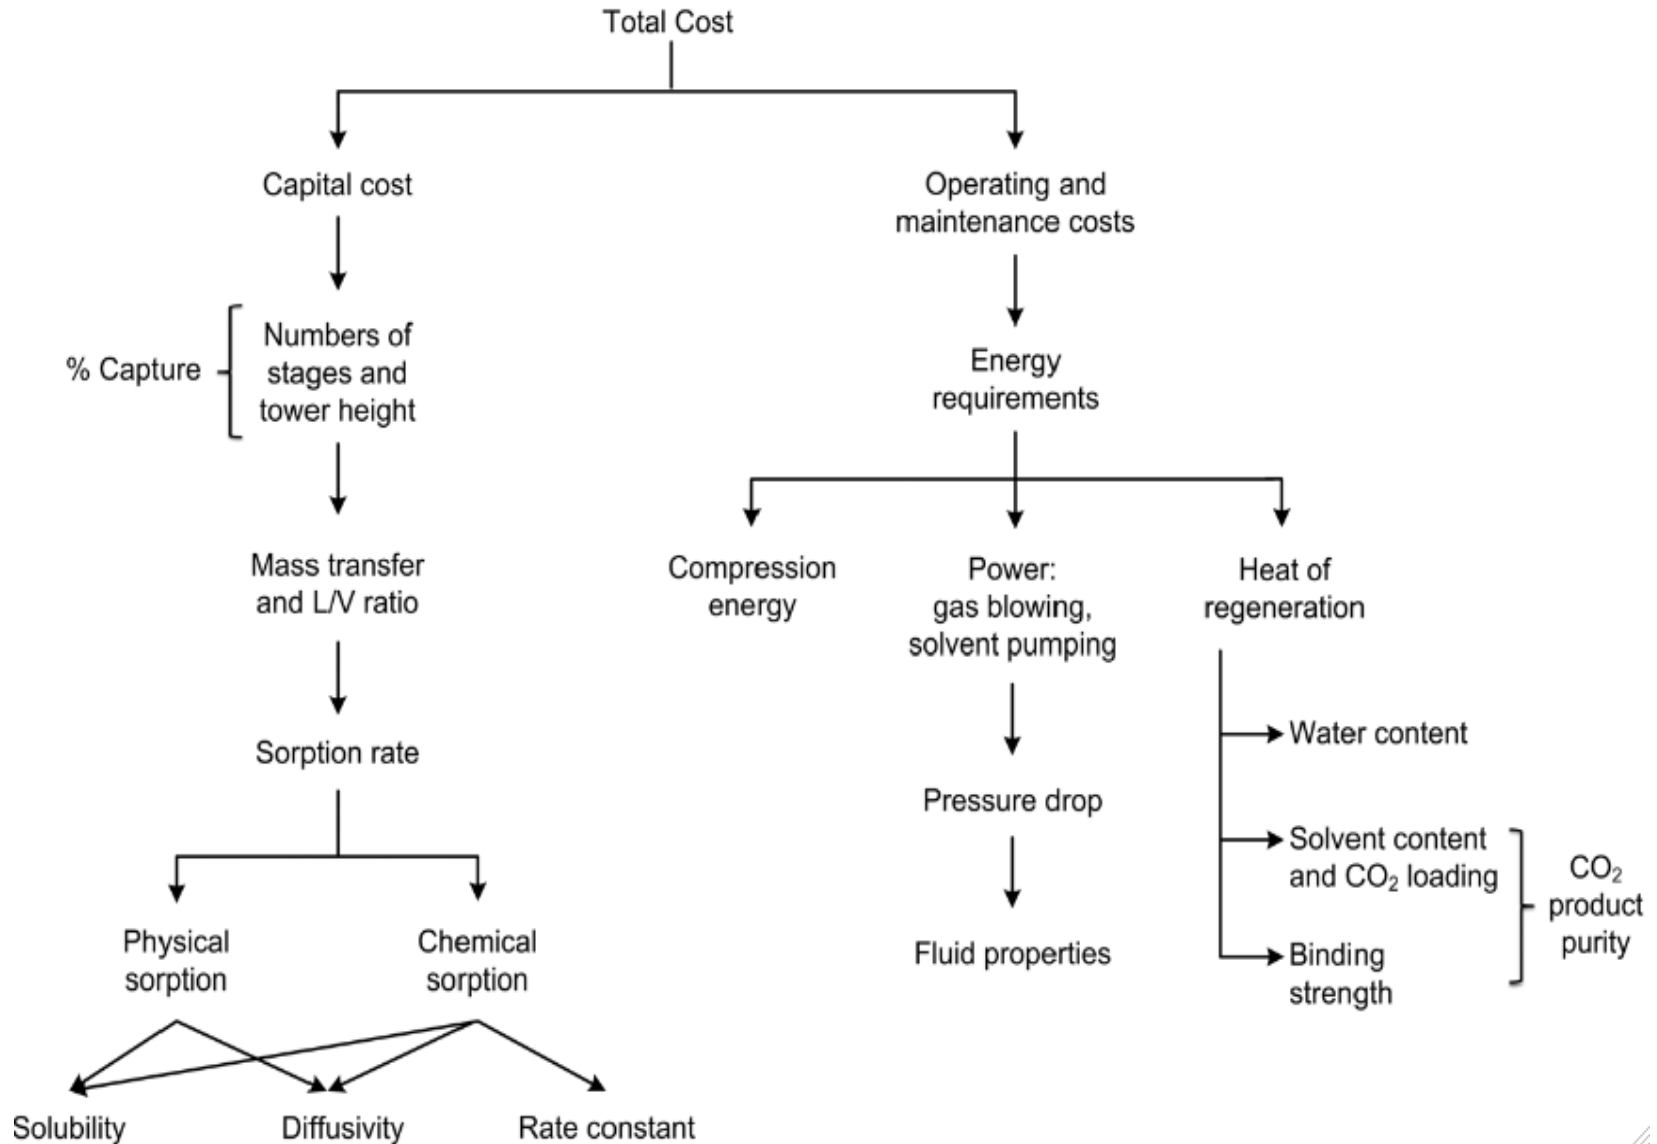 Total Cost
Capital cost
Operating and
maintenance costs
% Capture
Numbers of
stages and
tower height
Energy
requirements
Mass transfer
and L/V ratio
Compression
energy
Power:
gas blowing,
solvent pumping
Heat of
regeneration
Sorption rate
Pressure drop
Water content
Solvent content
and CO₂ loading
Binding
strength
CO₂
product
purity
Physical
sorption
Chemical
sorption
Fluid properties
Solubility
Diffusivity
Rate constant